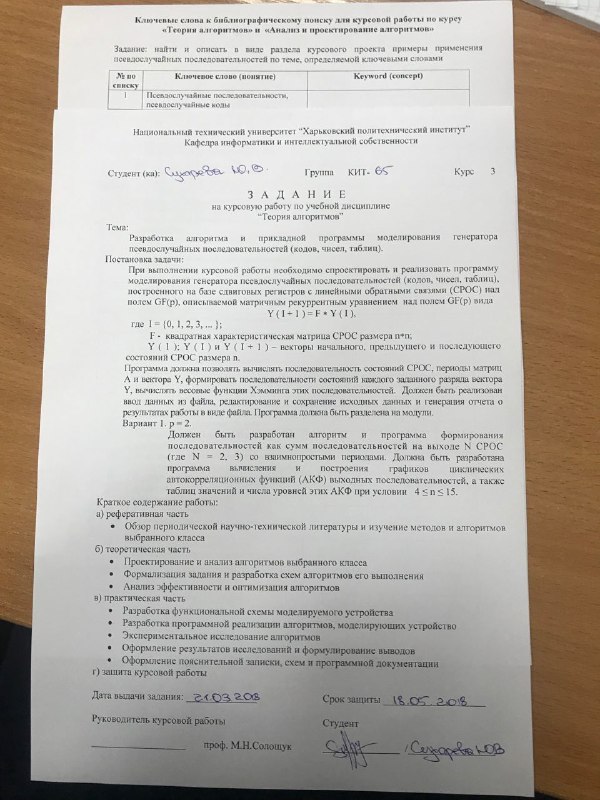 Ключевые слова к библиографическому поиску для курсовой работы по курсу
«Теория алгоритмов» и «Анализ и проектирование алгоритмов»
Задание: найти и описать в виде раздела курсового проекта примеры применения
псевдослучайных последовательностей по теме, определяемой ключевыми словами
№ по списку Ключевое слово (понятие) Keyword (concept)
1 Псевдослучайные последовательности,
псевдослучайные коды
Национальный технический университет "Харьковский политехнический институт"
Кафедра информатики и интеллектуальной собственности
Студент (ка): Сухарева Ю.В. Группа КИТ- 65 Курс 3
З А Д А Н И Е
на курсовую работу по учебной дисциплине
"Теория алгоритмов"
Тема:
Разработка алгоритма и прикладной программы моделирования генератора
псевдослучайных последовательностей (кодов, чисел, таблиц).
Постановка задачи:
При выполнении курсовой работы необходимо спроектировать и реализовать программу
моделирования генератора псевдослучайных последовательностей (кодов, чисел, таблиц),
построенного на базе сдвиговых регистров с линейными обратными связями (СРОС) над
полем GF(p), описываемой матричным рекуррентным уравнением над полем GF(p) вида
Y ( I + 1 ) = F * Y ( I ),
где I = {0, 1, 2, 3, ... };
F - квадратная характеристическая матрица СРОС размера n*n;
Y ( 1 ); Y ( I ) и Y ( I + 1 ) – векторы начального, предыдущего и последующего
состояний СРОС размера n.
Программа должна позволять вычислять последовательность состояний СРОС, периоды матриц
А и вектора Y, формировать последовательности состояний каждого заданного разряда вектора
Y, вычислять весовые функции Хэмминга этих последовательностей. Должен быть реализован
ввод данных из файла, редактирование и сохранение исходных данных и генерация отчета о
результатах работы в виде файла. Программа должна быть разделена на модули.
Вариант 1. p = 2.
Должен быть разработан алгоритм и программа формирования
последовательностей как сумм последовательностей на выходе N СРОС
(где N = 2, 3) со взаимнопростыми периодами. Должна быть разработана
программа вычисления и построения графиков циклических
автокорреляционных функций (АКФ) выходных последовательностей, а также
таблиц значений и числа уровней этих АКФ при условии 4 ≤ n ≤ 15.
Краткое содержание работы:
а) реферативная часть
• Обзор периодической научно-технической литературы и изучение методов и алгоритмов
выбранного класса
б) теоретическая часть
• Проектирование и анализ алгоритмов выбранного класса
• Формализация задания и разработка схем алгоритмов его выполнения
• Анализ эффективности и оптимизация алгоритмов
в) практическая часть
• Разработка функциональной схемы моделируемого устройства
• Разработка программной реализации алгоритмов, моделирующих устройство
• Экспериментальное исследование алгоритмов
• Оформление результатов исследований и формулирование выводов
• Оформление пояснительной записки, схем и программной документации
г) защита курсовой работы
Дата выдачи задания: 21.03.2018 Срок защиты 18.05.2018
Руководитель курсовой работы Студент
проф. М.Н.Солощук Сухарева Ю.В